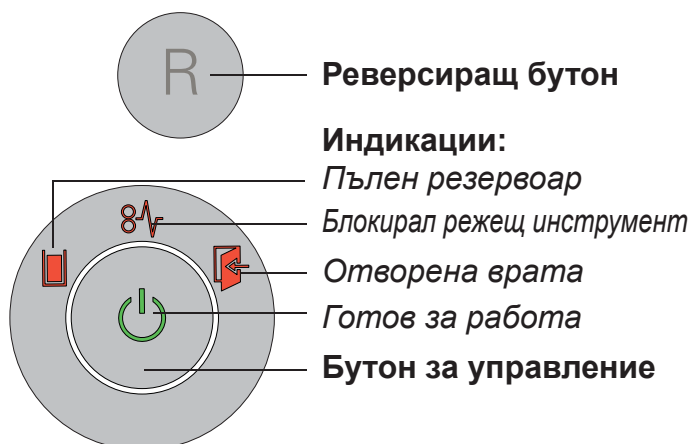 R
Реверсиращ бутон
Индикации:
Пълен резервоар
Блокирал режещ инструмент
Отворена врата
Готов за работа
Бутон за управление